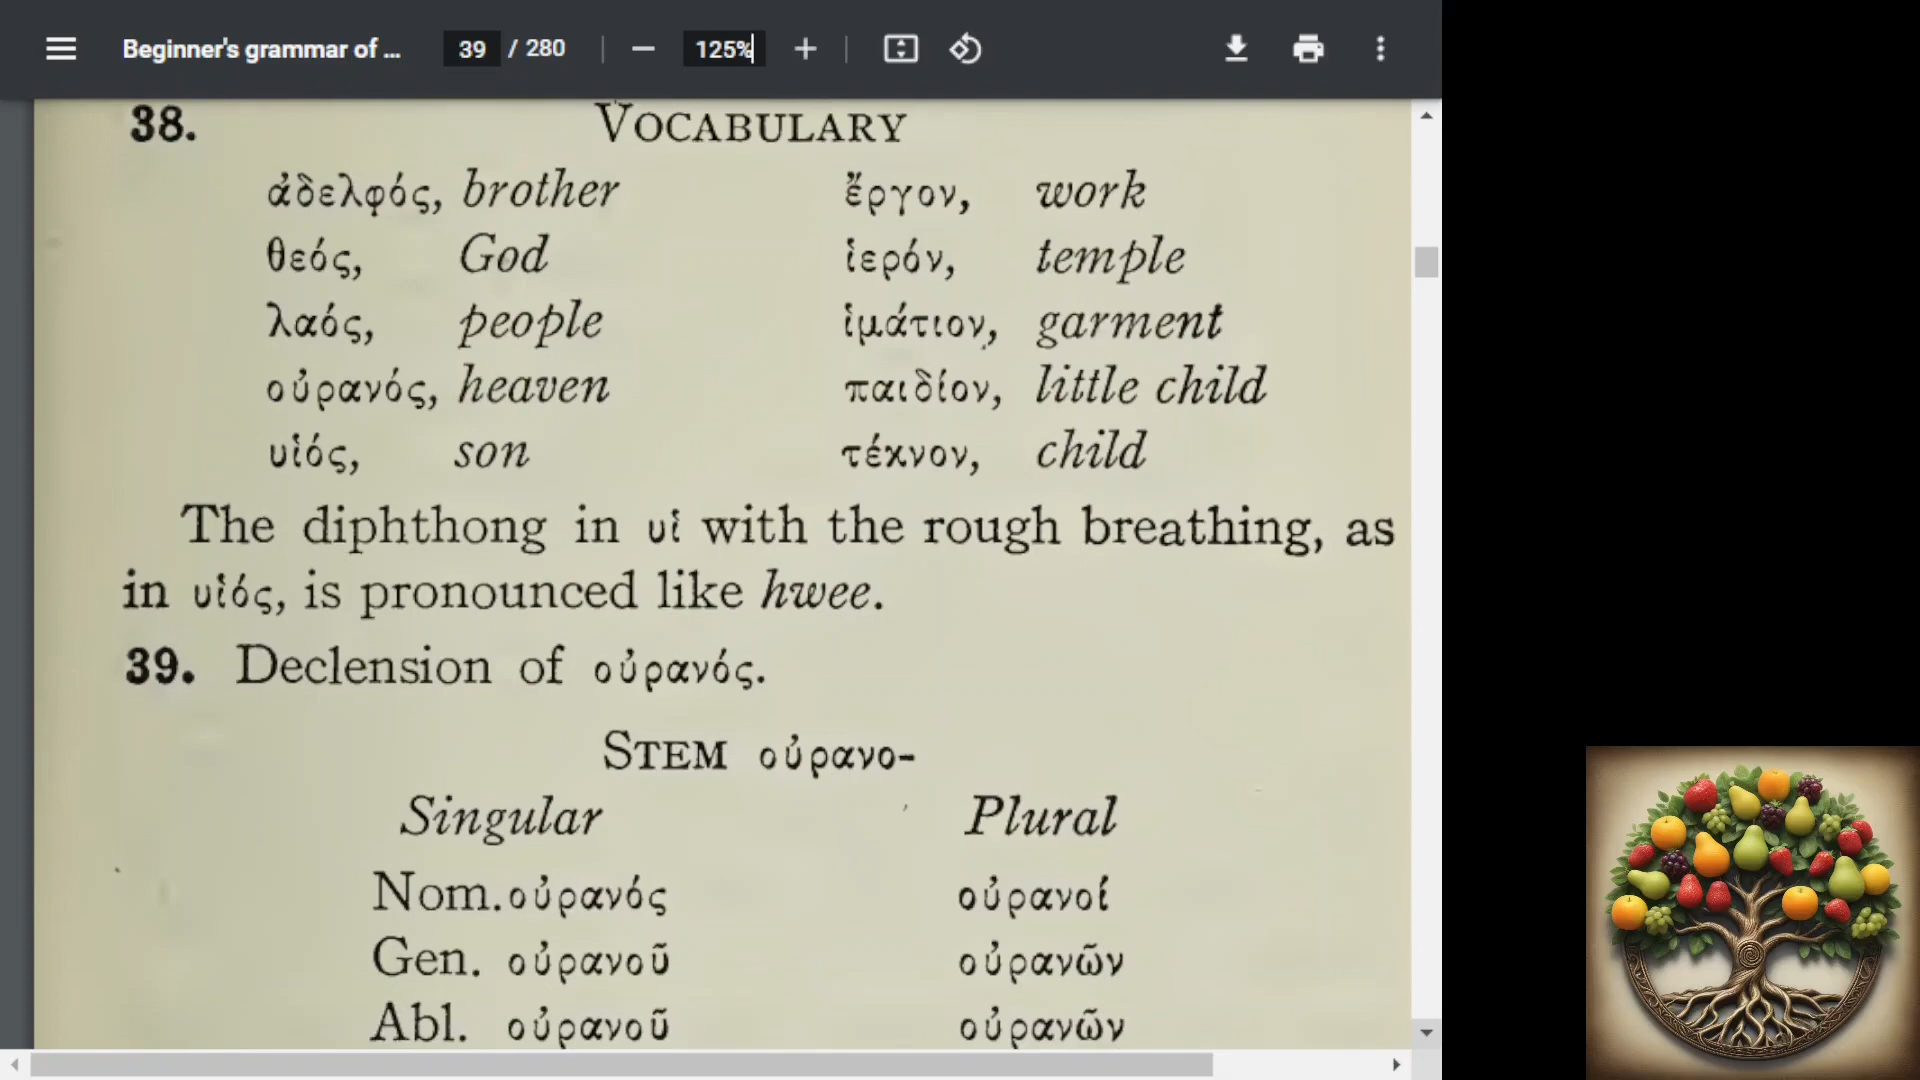 Beginner's grammar of ... 39 / 280 125%
38. VOCABULARY
ἀδελφός, brother ἔργον, work
θεός, God ἱερόν, temple
λαός, people ἱμάτιον, garment
οὐρανός, heaven παιδίον, little child
υἱός, son τέκνον, child
The diphthong in υἱ with the rough breathing, as
in υἱός, is pronounced like hwee.
39. Declension of οὐρανός.
STEM οὐρανο-
Singular Plural
Nom. οὐρανός οὐρανοί
Gen. οὐρανοῦ οὐρανῶν
Abl. οὐρανοῦ οὐρανῶν